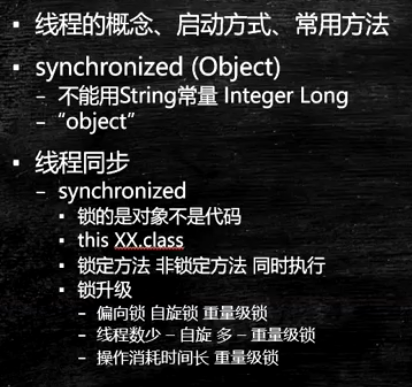 ▪ 线程的概念、启动方式、常用方法
▪ synchronized (Object)
– 不能用String常量 Integer Long
– “object”
▪ 线程同步
– synchronized
▪ 锁的是对象不是代码
▪ this XX.class
▪ 锁定方法 非锁定方法 同时执行
▪ 锁升级
– 偏向锁 自旋锁 重量级锁
– 线程数少 – 自旋 多 – 重量级锁
– 操作消耗时间长 重量级锁